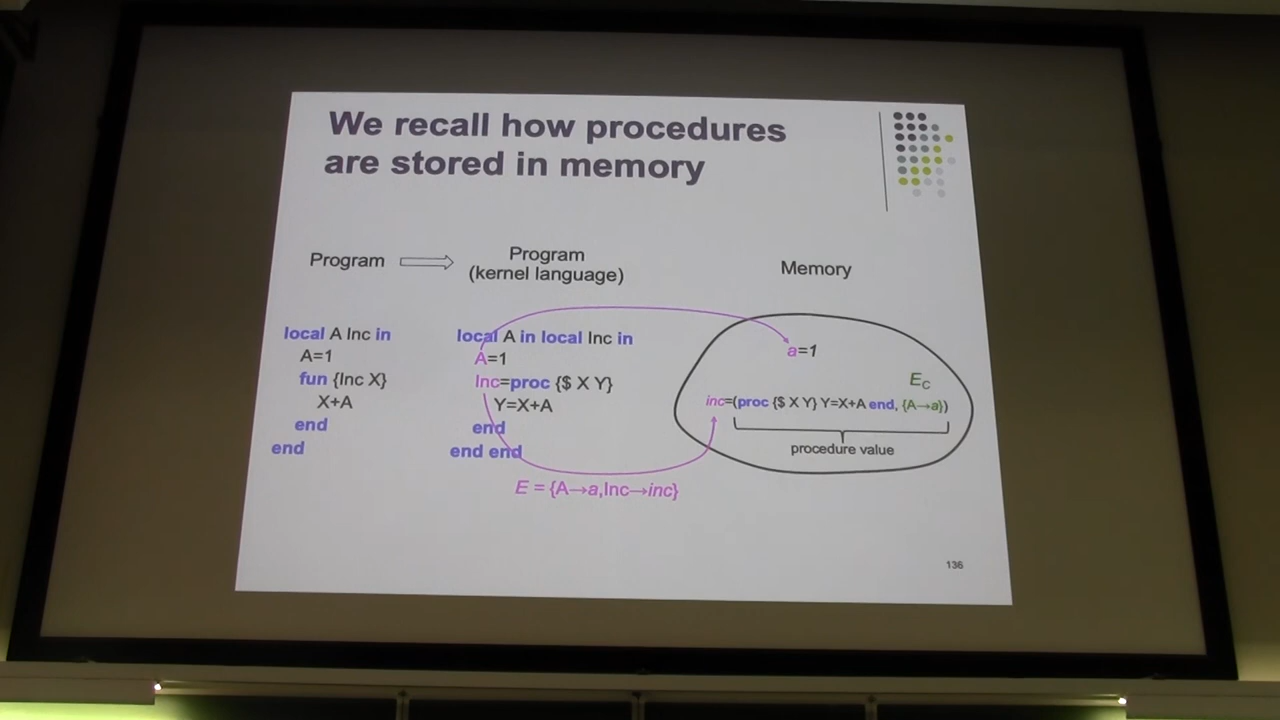 We recall how procedures
are stored in memory
Program
Program
(kernel language)
Memory
local A Inc in
A=1
fun {Inc X}
X+A
end
end
local A in local Inc in
A=1
Inc=proc {$ X Y}
Y=X+A
end
end end
E = {A→a,Inc→inc}
a=1
EC
inc=(proc {$ X Y} Y=X+A end, {A→a})
procedure value
136